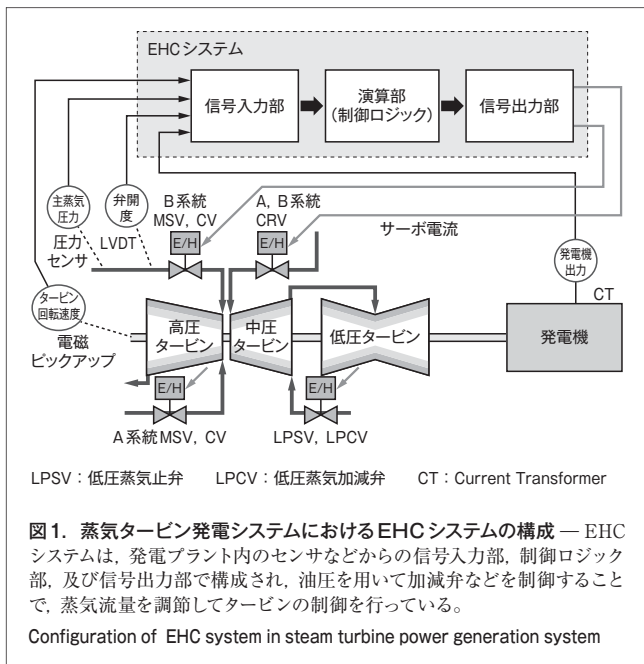 EHCシステム
信号入力部
演算部
(制御ロジック)
信号出力部
主蒸気
圧力
圧力
センサ
弁開
度
LVDT
B系統
MSV, CV
E/H
A, B系統
CRV
E/H
サーボ電流
発電機
出力
CT
タービン
回転速度
電磁
ピックアップ
高圧
タービン
中圧
タービン
低圧タービン
発電機
E/H
A系統MSV, CV
E/H
LPSV, LPCV
LPSV:低圧蒸気止弁 LPCV:低圧蒸気加減弁 CT:Current Transformer
図1.蒸気タービン発電システムにおけるEHCシステムの構成 — EHC
システムは,発電プラント内のセンサなどからの信号入力部,制御ロジック
部,及び信号出力部で構成され,油圧を用いて加減弁などを制御すること
で,蒸気流量を調節してタービンの制御を行っている。
Configuration of EHC system in steam turbine power generation system